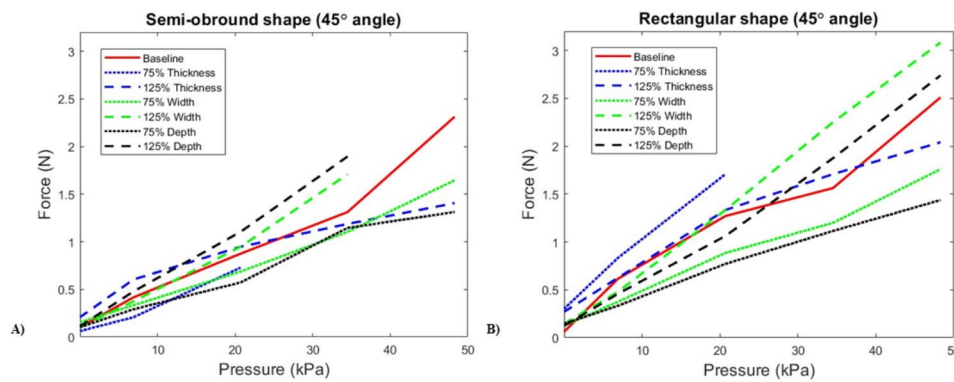 Semi-obround shape (45° angle)
3
2.5
2
1.5
1
0.5
0
Force (N)
Baseline
75% Thickness
125% Thickness
75% Width
125% Width
75% Depth
125% Depth
10
20
30
40
50
Pressure (kPa)
A)
Rectangular shape (45° angle)
3
2.5
2
1.5
1
0.5
0
Force (N)
Baseline
75% Thickness
125% Thickness
75% Width
125% Width
75% Depth
125% Depth
10
20
30
40
Pressure (kPa)
B)